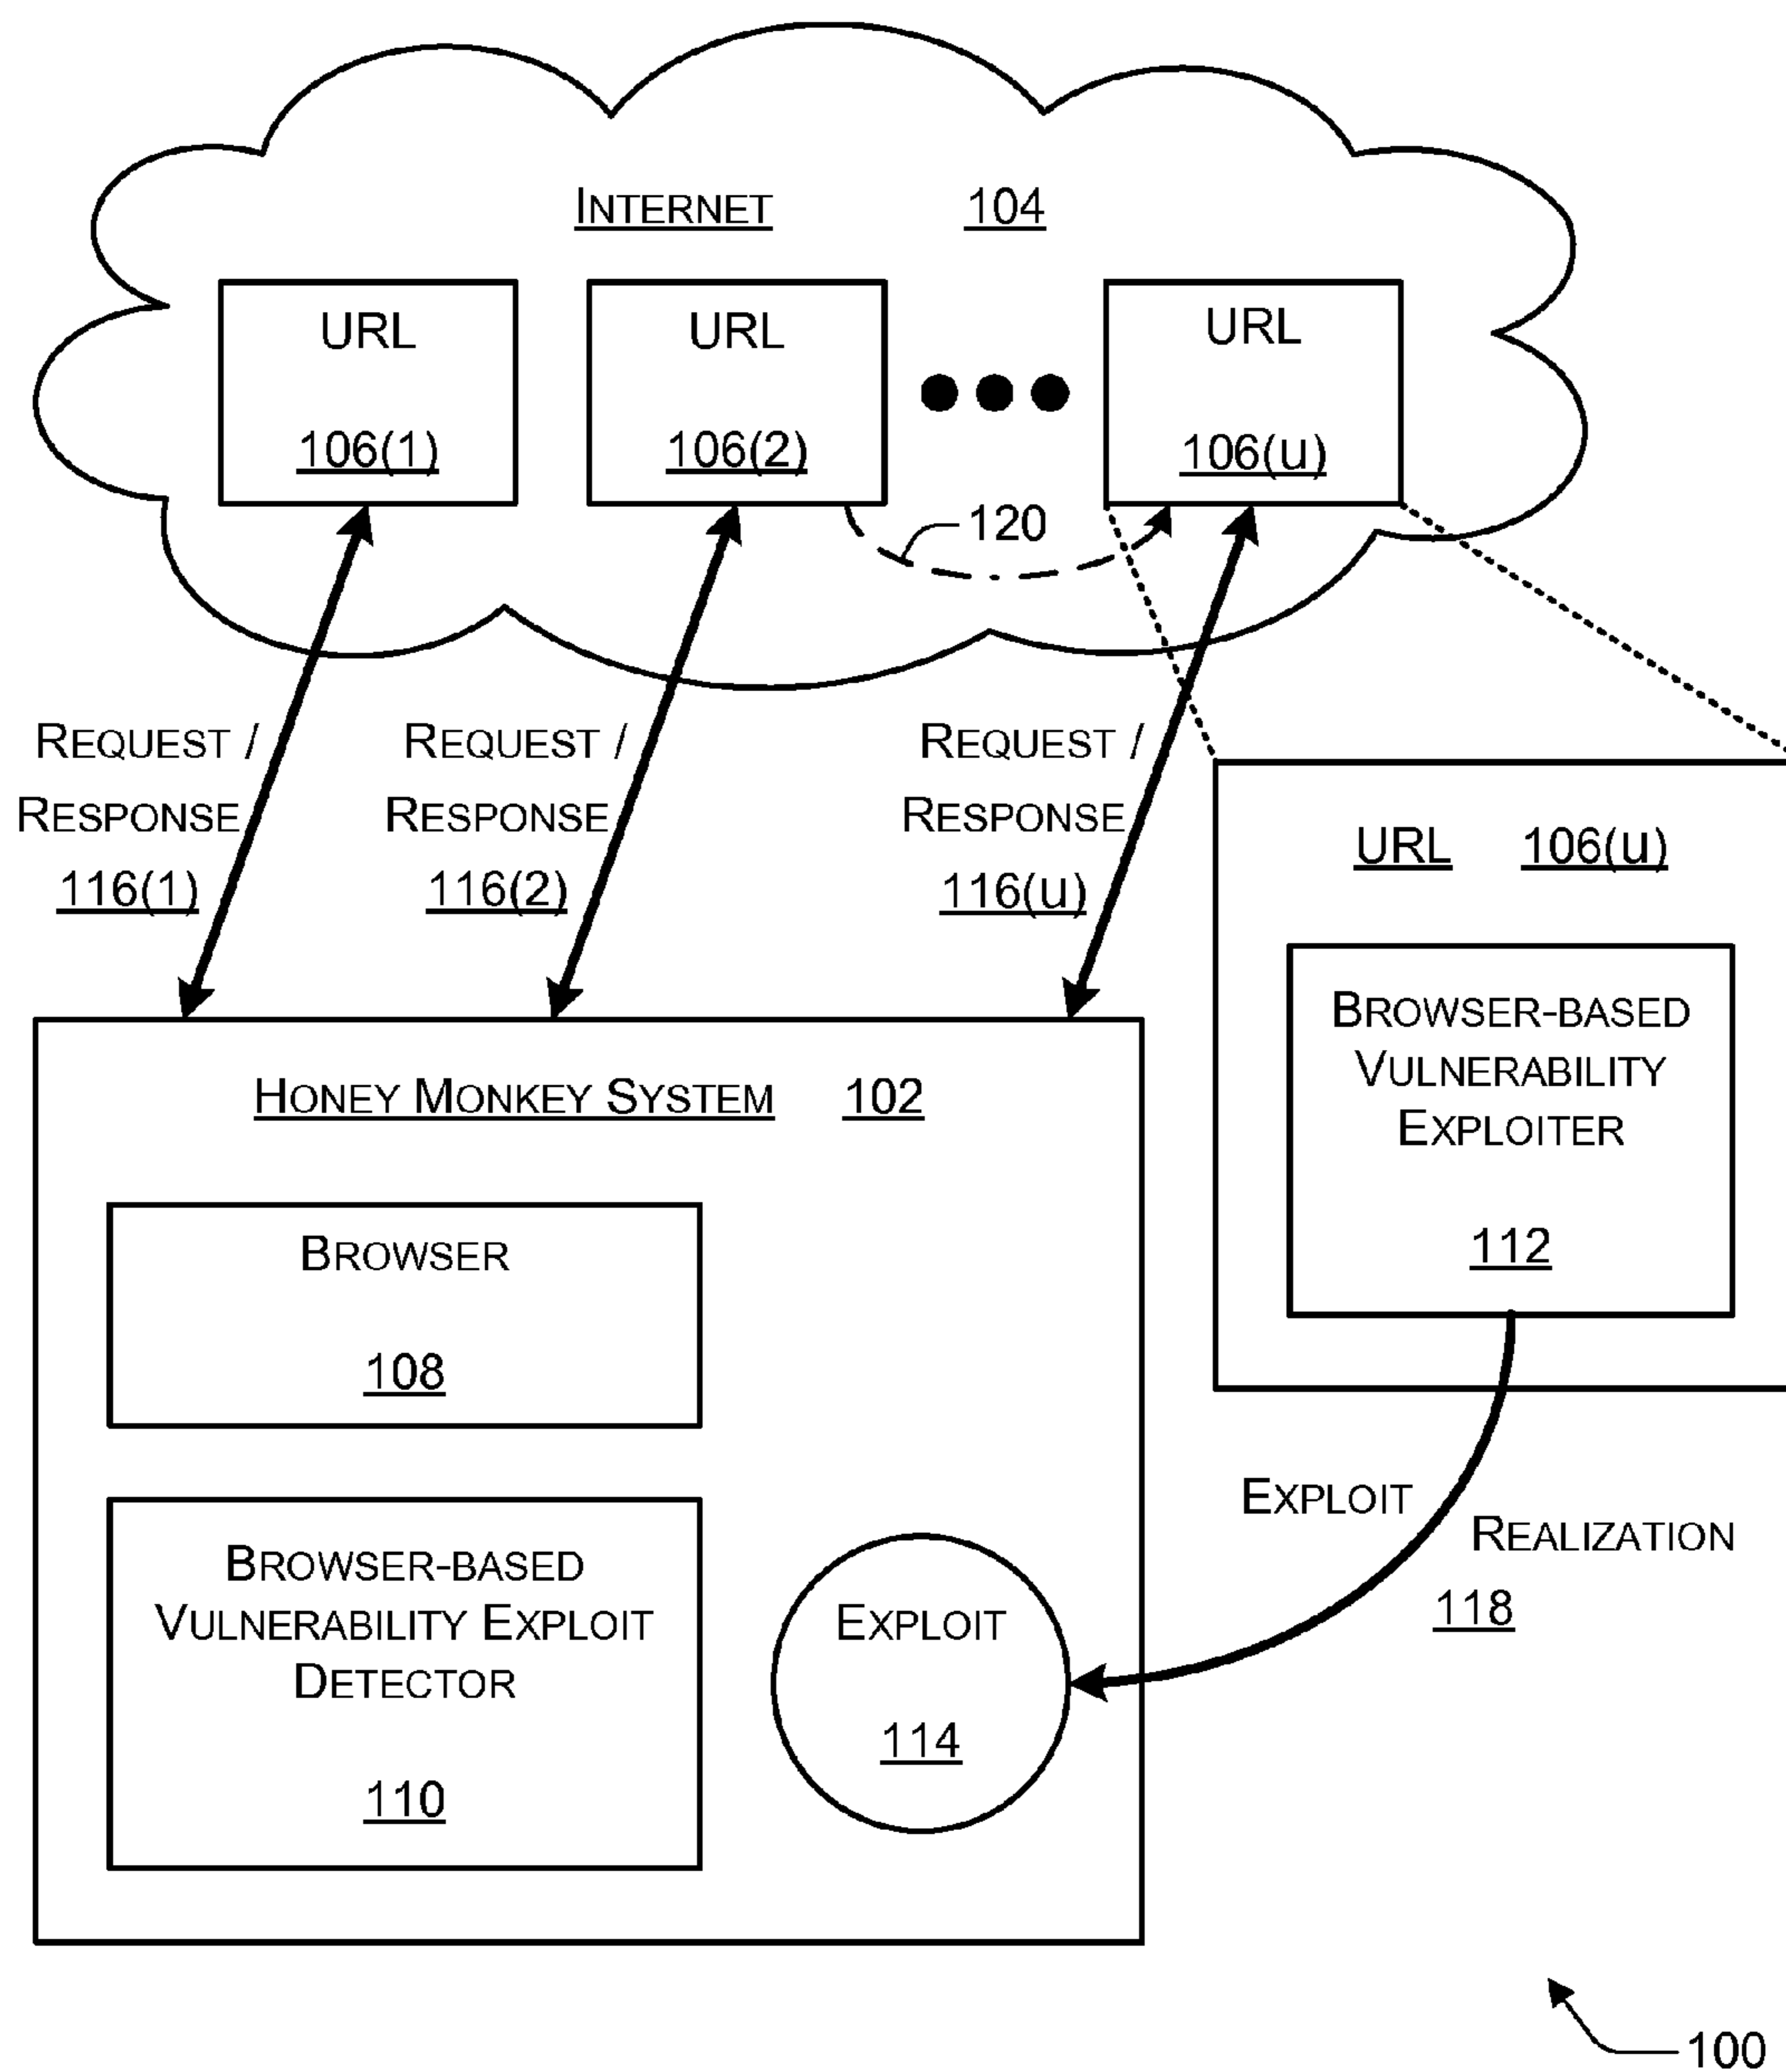 INTERNET 104
URL
106(1)
URL
106(2)
URL
106(u)
120
REQUEST /
RESPONSE
116(1)
REQUEST /
RESPONSE
116(2)
REQUEST /
RESPONSE
116(u)
URL 106(u)
BROWSER-BASED
VULNERABILITY
EXPLOITER
112
HONEY MONKEY SYSTEM 102
BROWSER
108
BROWSER-BASED
VULNERABILITY EXPLOIT
DETECTOR
110
EXPLOIT
114
EXPLOIT
REALIZATION
118
100